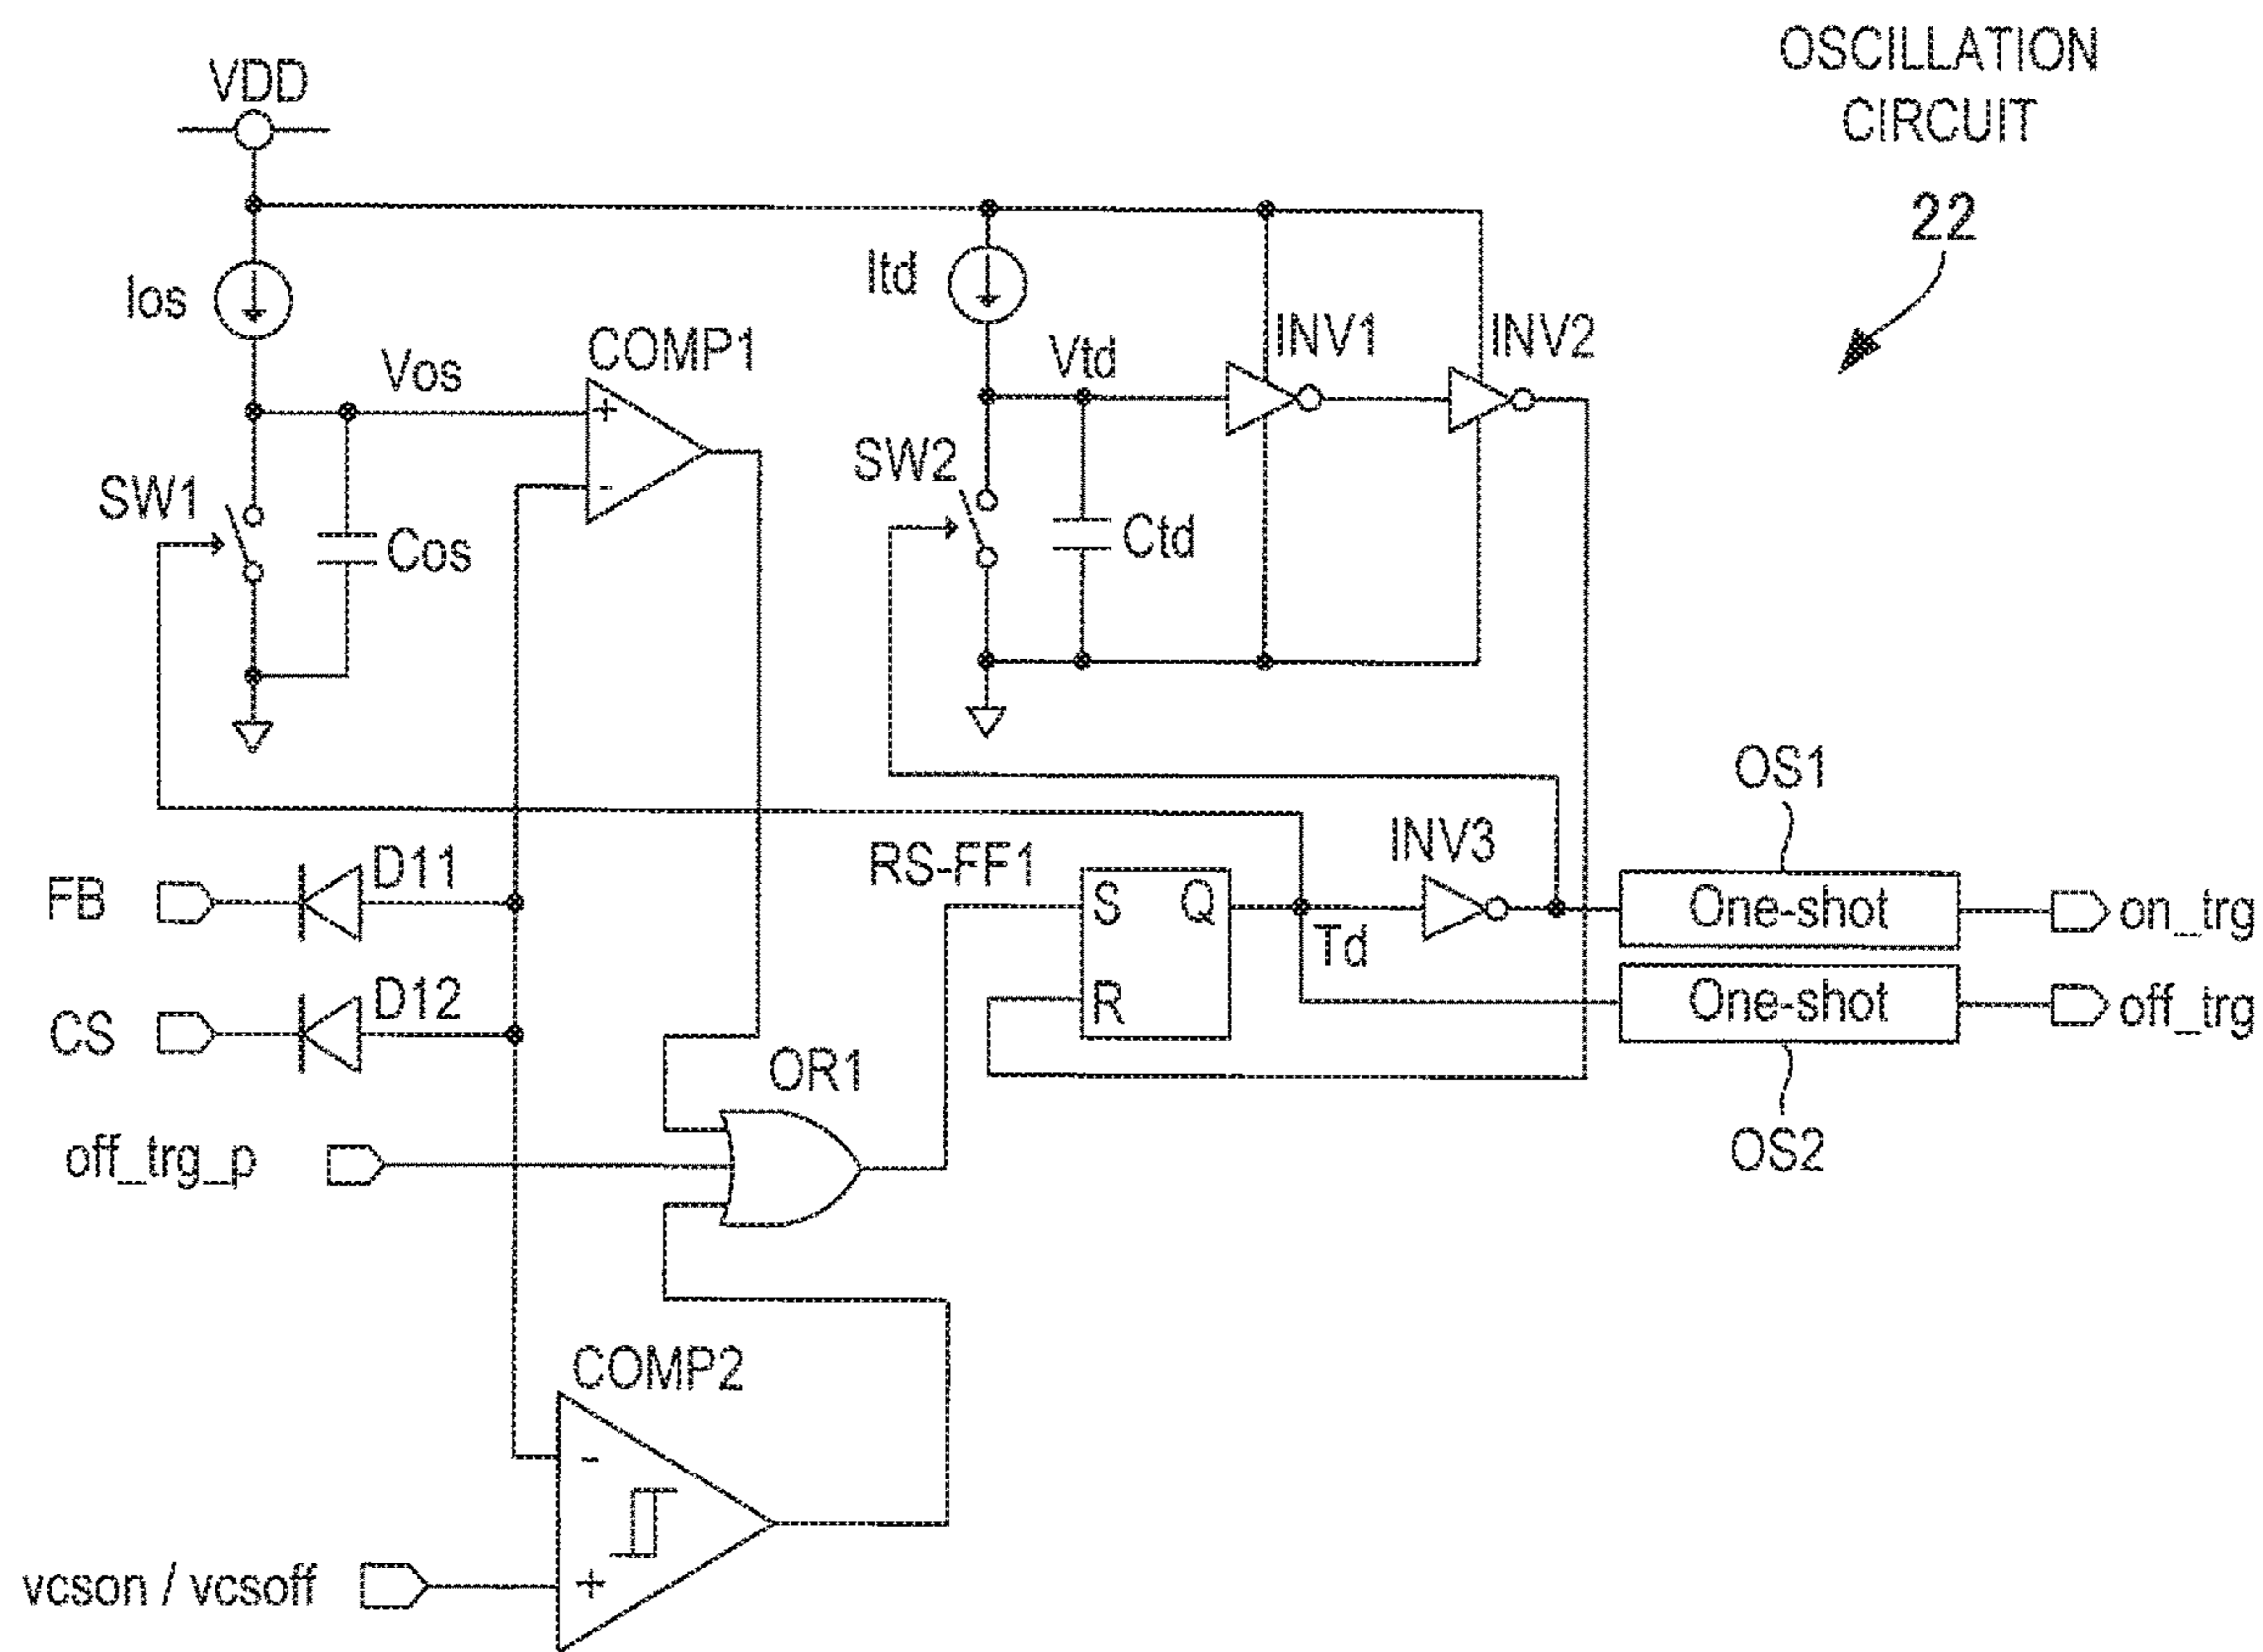 OSCILLATION
CIRCUIT
22
VDD
Ios
Vos
COMP1
+
-
SW1
Cos
Itd
Vtd
INV1
INV2
SW2
Ctd
OS1
FB
D11
RS-FF1
S
Q
R
Td
INV3
One-shot
on_trg
CS
D12
One-shot
off_trg
OS2
off_trg_p
OR1
COMP2
-
+
vcson / vcsoff